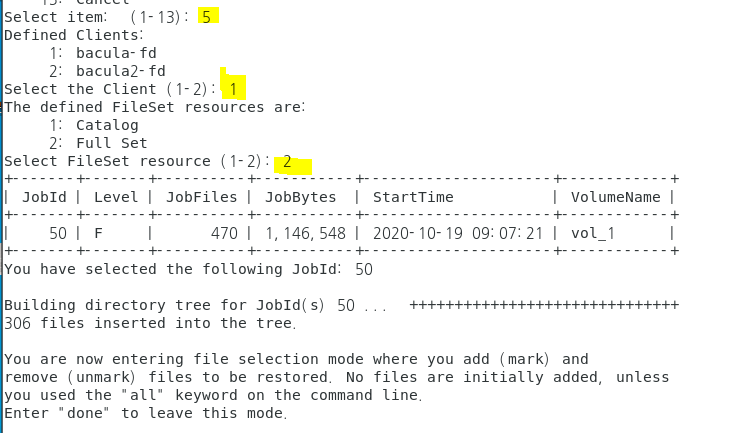 13: Cancel
Select item:  (1-13): 5
Defined Clients:
     1: bacula-fd
     2: bacula2-fd
Select the Client (1-2): 1
The defined FileSet resources are:
     1: Catalog
     2: Full Set
Select FileSet resource (1-2): 2
+-------+-------+----------+-----------+---------------------+------------+
| JobId | Level | JobFiles | JobBytes  | StartTime           | VolumeName |
+-------+-------+----------+-----------+---------------------+------------+
|    50 | F     |      470 | 1,146,548 | 2020-10-19 09:07:21 | vol_1      |
+-------+-------+----------+-----------+---------------------+------------+
You have selected the following JobId: 50
Building directory tree for JobId(s) 50 ...  ++++++++++++++++++++++++++++++
306 files inserted into the tree.
You are now entering file selection mode where you add (mark) and
remove (unmark) files to be restored. No files are initially added, unless
you used the "all" keyword on the command line.
Enter "done" to leave this mode.